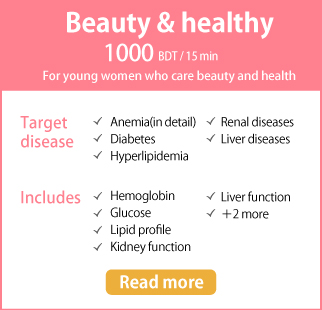 Beauty & healthy
1000 BDT / 15 min
For young women who care beauty and health
Target disease
✓ Anemia(in detail)
✓ Diabetes
✓ Hyperlipidemia
✓ Renal diseases
✓ Liver diseases
Includes
✓ Hemoglobin
✓ Glucose
✓ Lipid profile
✓ Kidney function
✓ Liver function
✓ +2 more
Read more